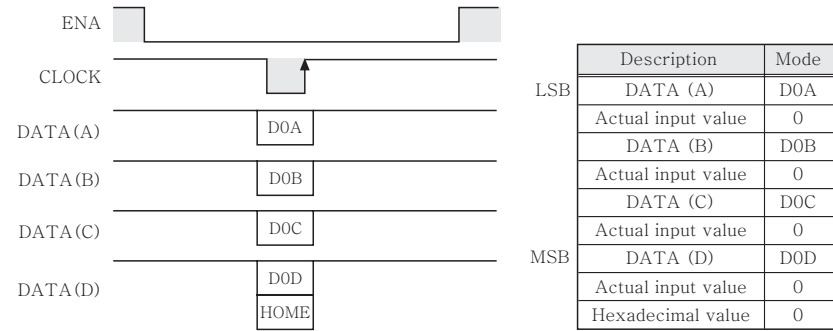 ENA
CLOCK
DATA(A) D0A
DATA(B) D0B
DATA(C) D0C
DATA(D) D0D
HOME
Description Mode
LSB DATA (A) D0A
Actual input value 0
DATA (B) D0B
Actual input value 0
DATA (C) D0C
Actual input value 0
MSB DATA (D) D0D
Actual input value 0
Hexadecimal value 0